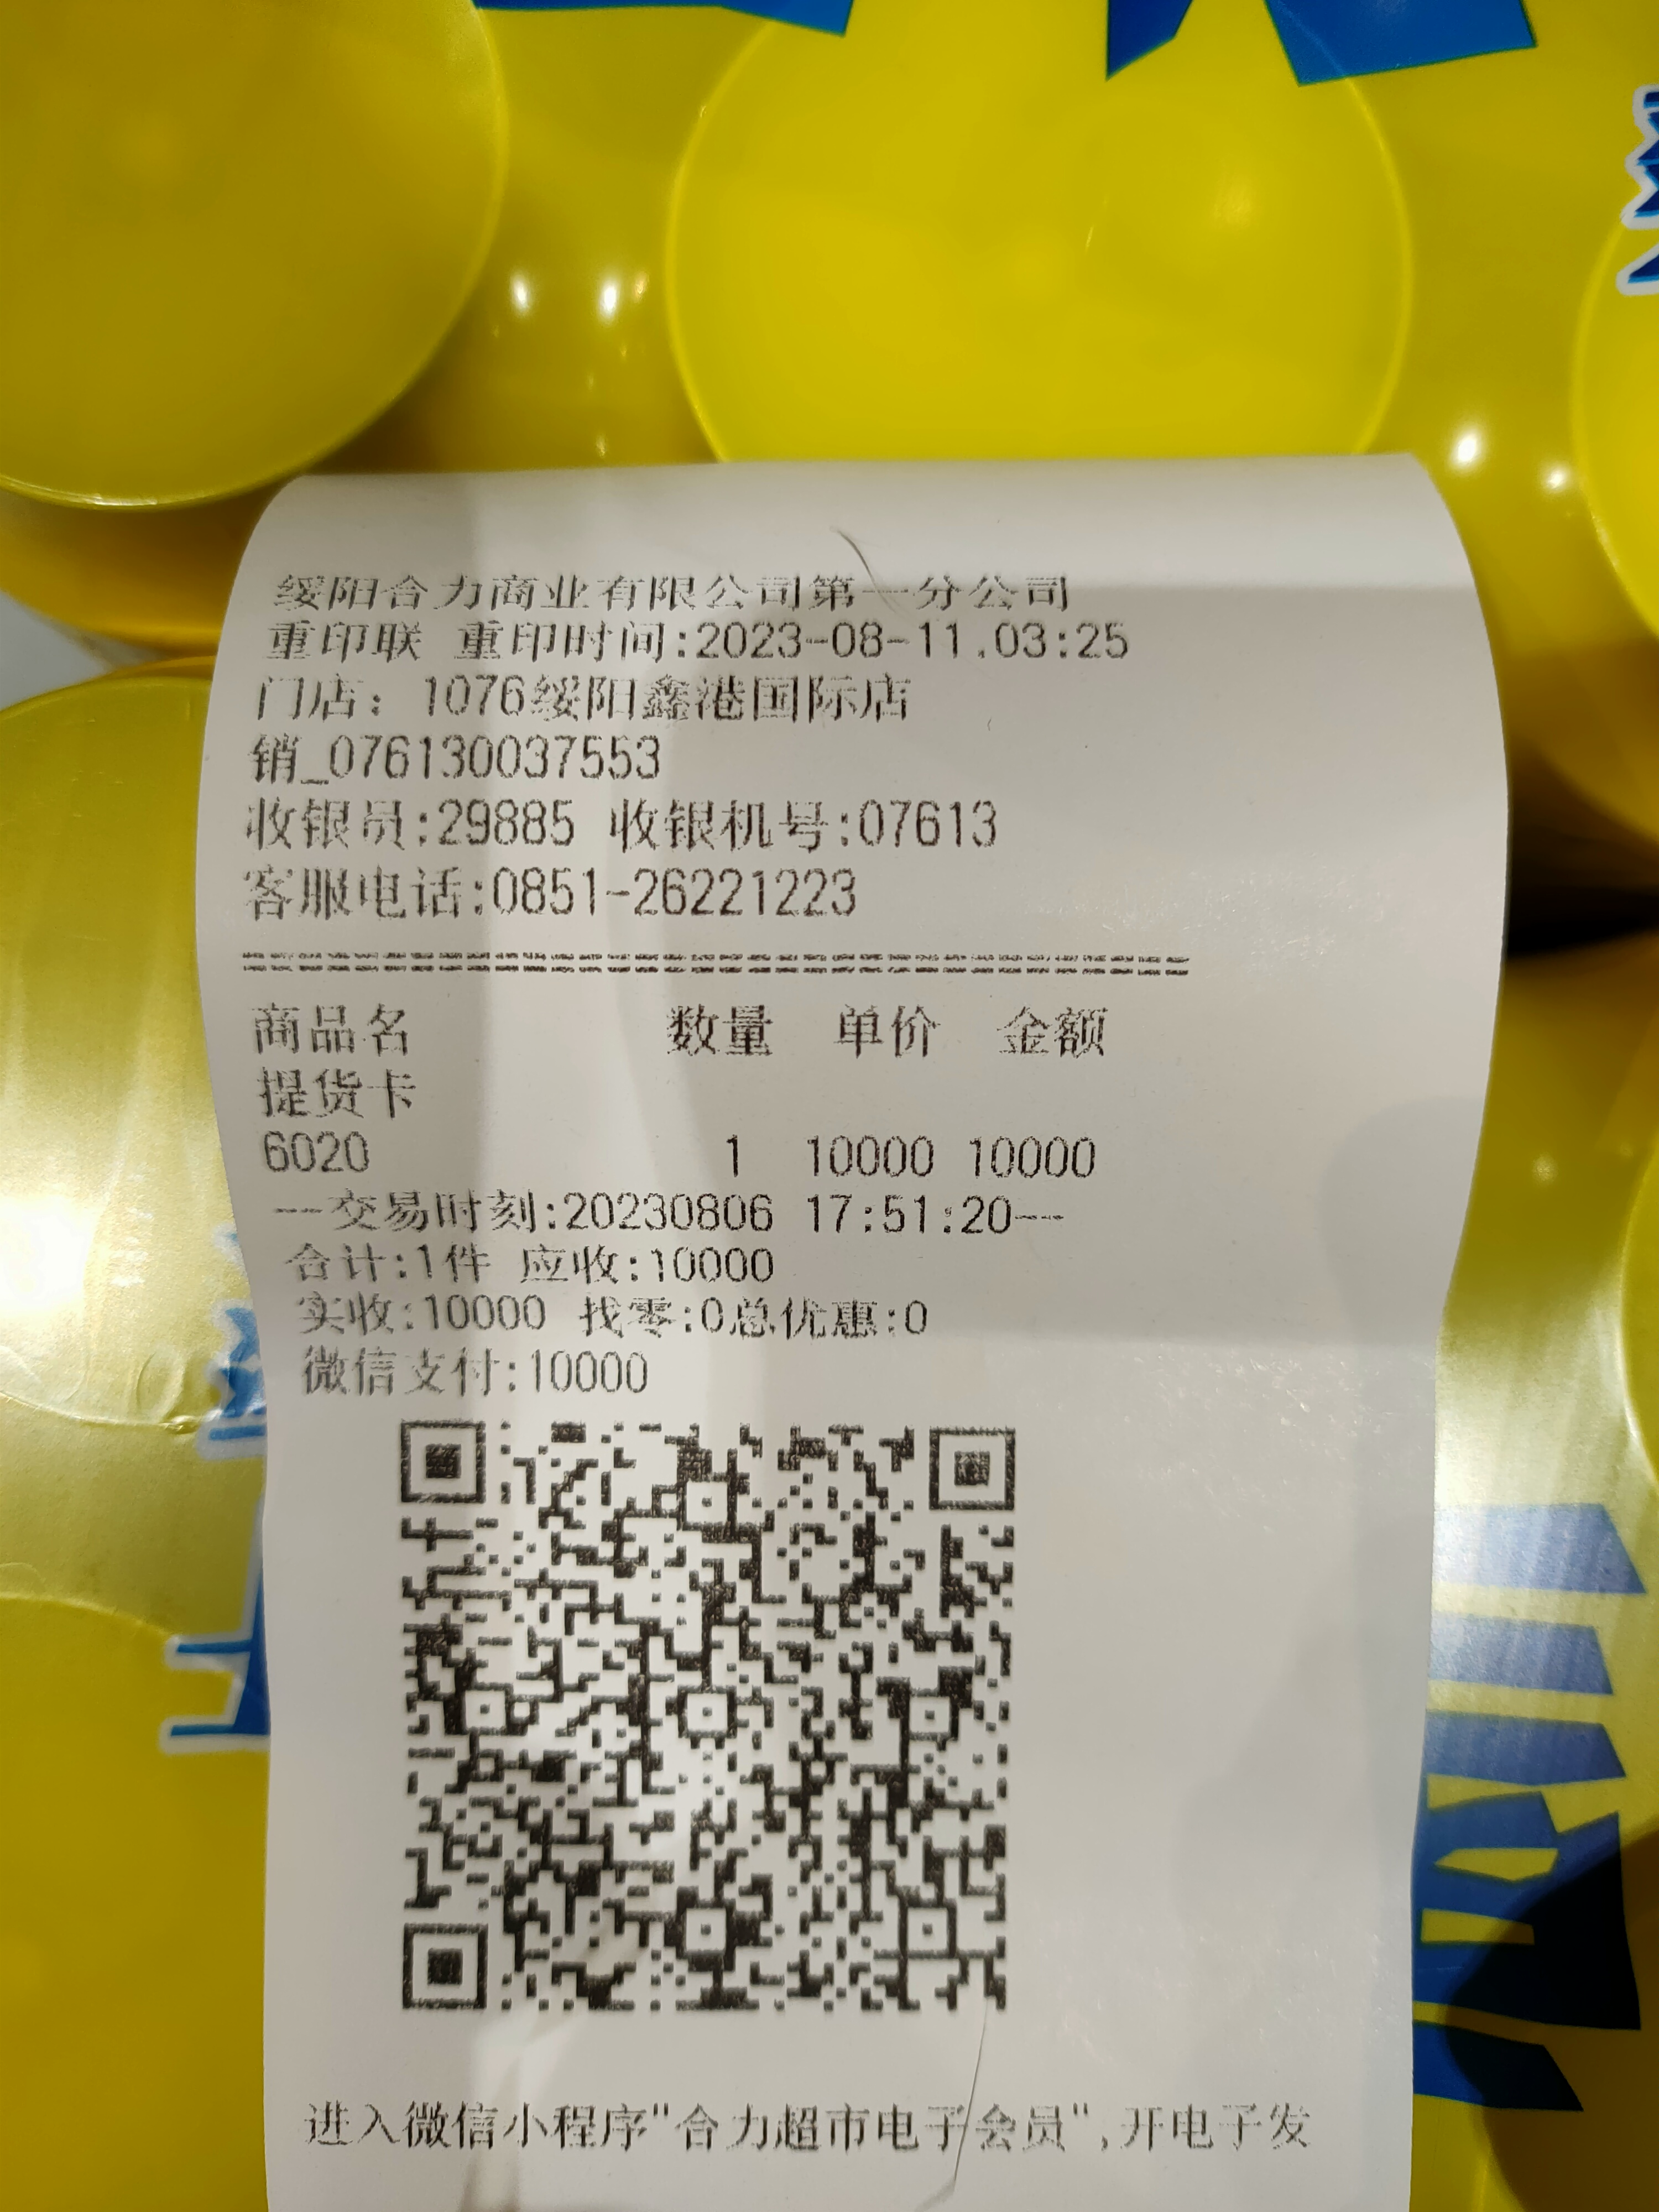 绥阳合力商业有限公司第一分公司
重印联 重印时间:2023-08-11.03:25
门店: 1076绥阳鑫港国际店
销_076130037553
收银员:29885 收银机号:07613
客服电话:0851-26221223
商品名 数量 单价 金额
提货卡
6020 1 10000 10000
--交易时刻:20230806 17:51:20--
合计:1件 应收:10000
实收:10000 找零:0总优惠:0
微信支付:10000
进入微信小程序"合力超市电子会员",开电子发